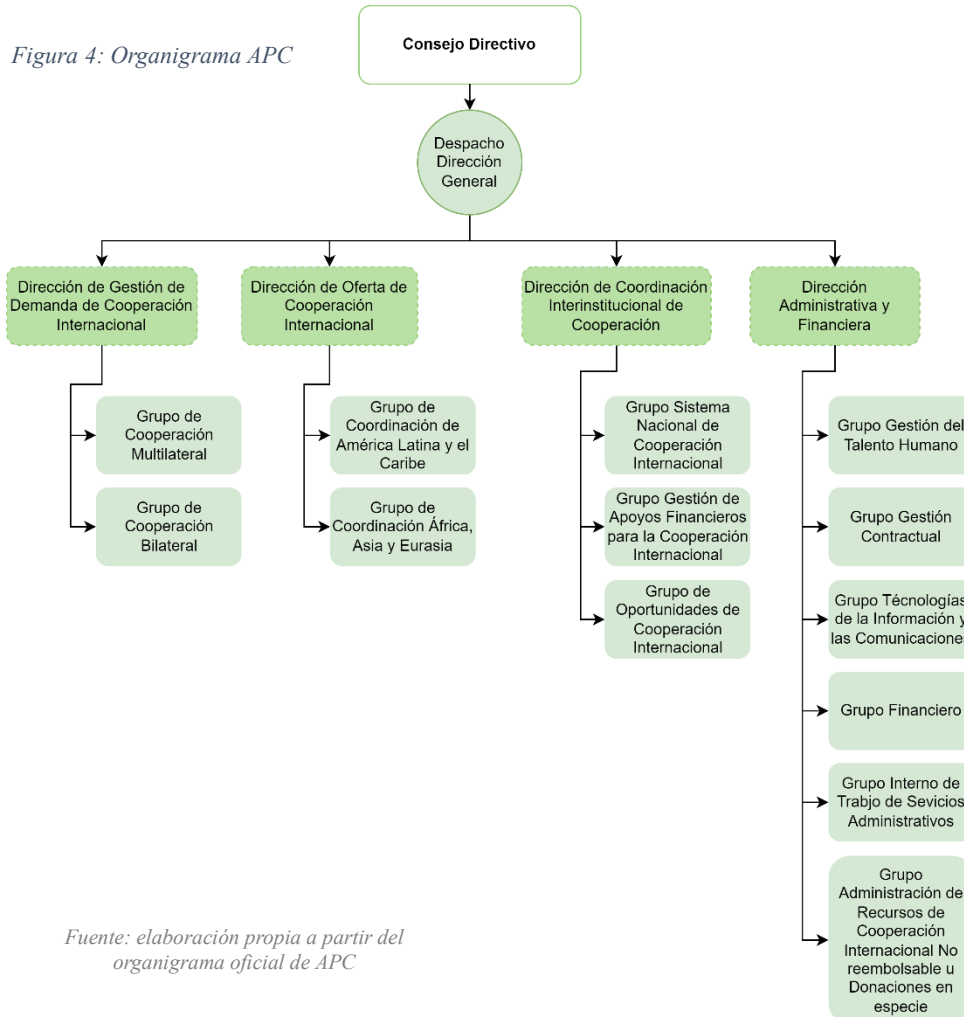 Figura 4: Organigrama APC
Consejo Directivo
Despacho
Dirección
General
Dirección de Gestión de
Demanda de Cooperación
Internacional
Dirección de Oferta de
Cooperación
Internacional
Dirección de Coordinación
Interinstitucional de
Cooperación
Dirección
Administrativa y
Financiera
Grupo de
Cooperación
Multilateral
Grupo de
Cooperación
Bilateral
Grupo de
Coordinación de
América Latina y el
Caribe
Grupo de
Coordinación África,
Asia y Eurasia
Grupo Sistema
Nacional de
Cooperación
Internacional
Grupo Gestión de
Apoyos Financieros
para la Cooperación
Internacional
Grupo de
Oportunidades de
Cooperación
Internacional
Grupo Gestión del
Talento Humano
Grupo Gestión
Contractual
Grupo Técnologías
de la Información y
las Comunicaciones
Grupo Financiero
Grupo Interno de
Trabjo de Sevicios
Administrativos
Grupo
Administración de
Recursos de
Cooperación
Internacional No
reembolsable u
Donaciones en
especie
Fuente: elaboración propia a partir del
organigrama oficial de APC